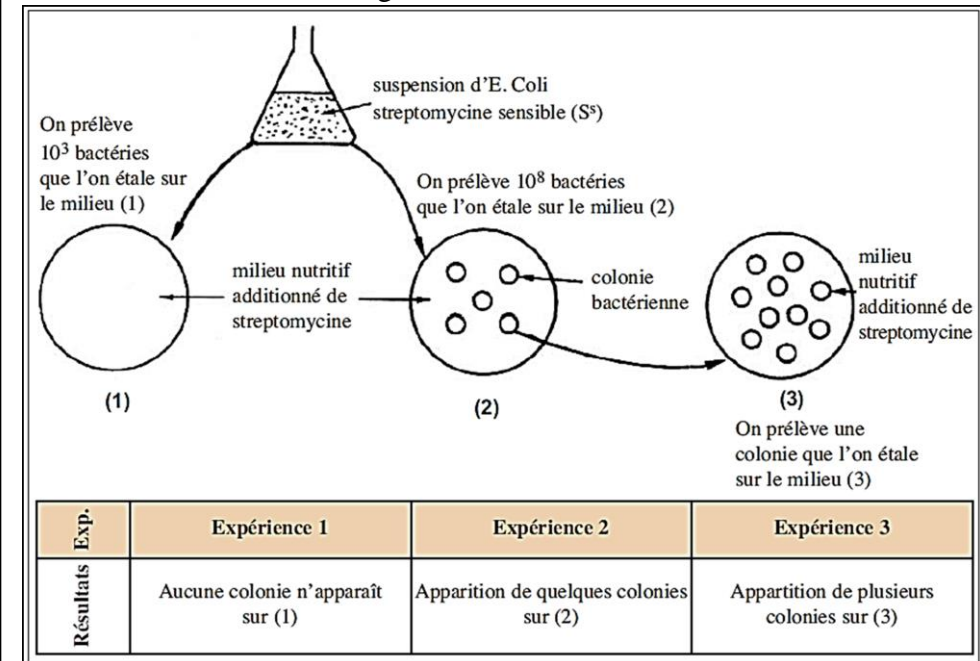 suspension d'E. Coli
streptomycine sensible (Sˢ)
On prélève
10³ bactéries
que l'on étale sur
le milieu (1)
On prélève 10⁸ bactéries
que l'on étale sur le milieu (2)
milieu nutritif
additionné de
streptomycine
colonie
bactérienne
milieu
nutritif
additionné de
streptomycine
(1)
(2)
(3)
On prélève une
colonie que l'on étale
sur le milieu (3)
Exp.
Expérience 1
Expérience 2
Expérience 3
Résultats
Aucune colonie n'apparaît
sur (1)
Apparition de quelques colonies
sur (2)
Appartition de plusieurs
colonies sur (3)